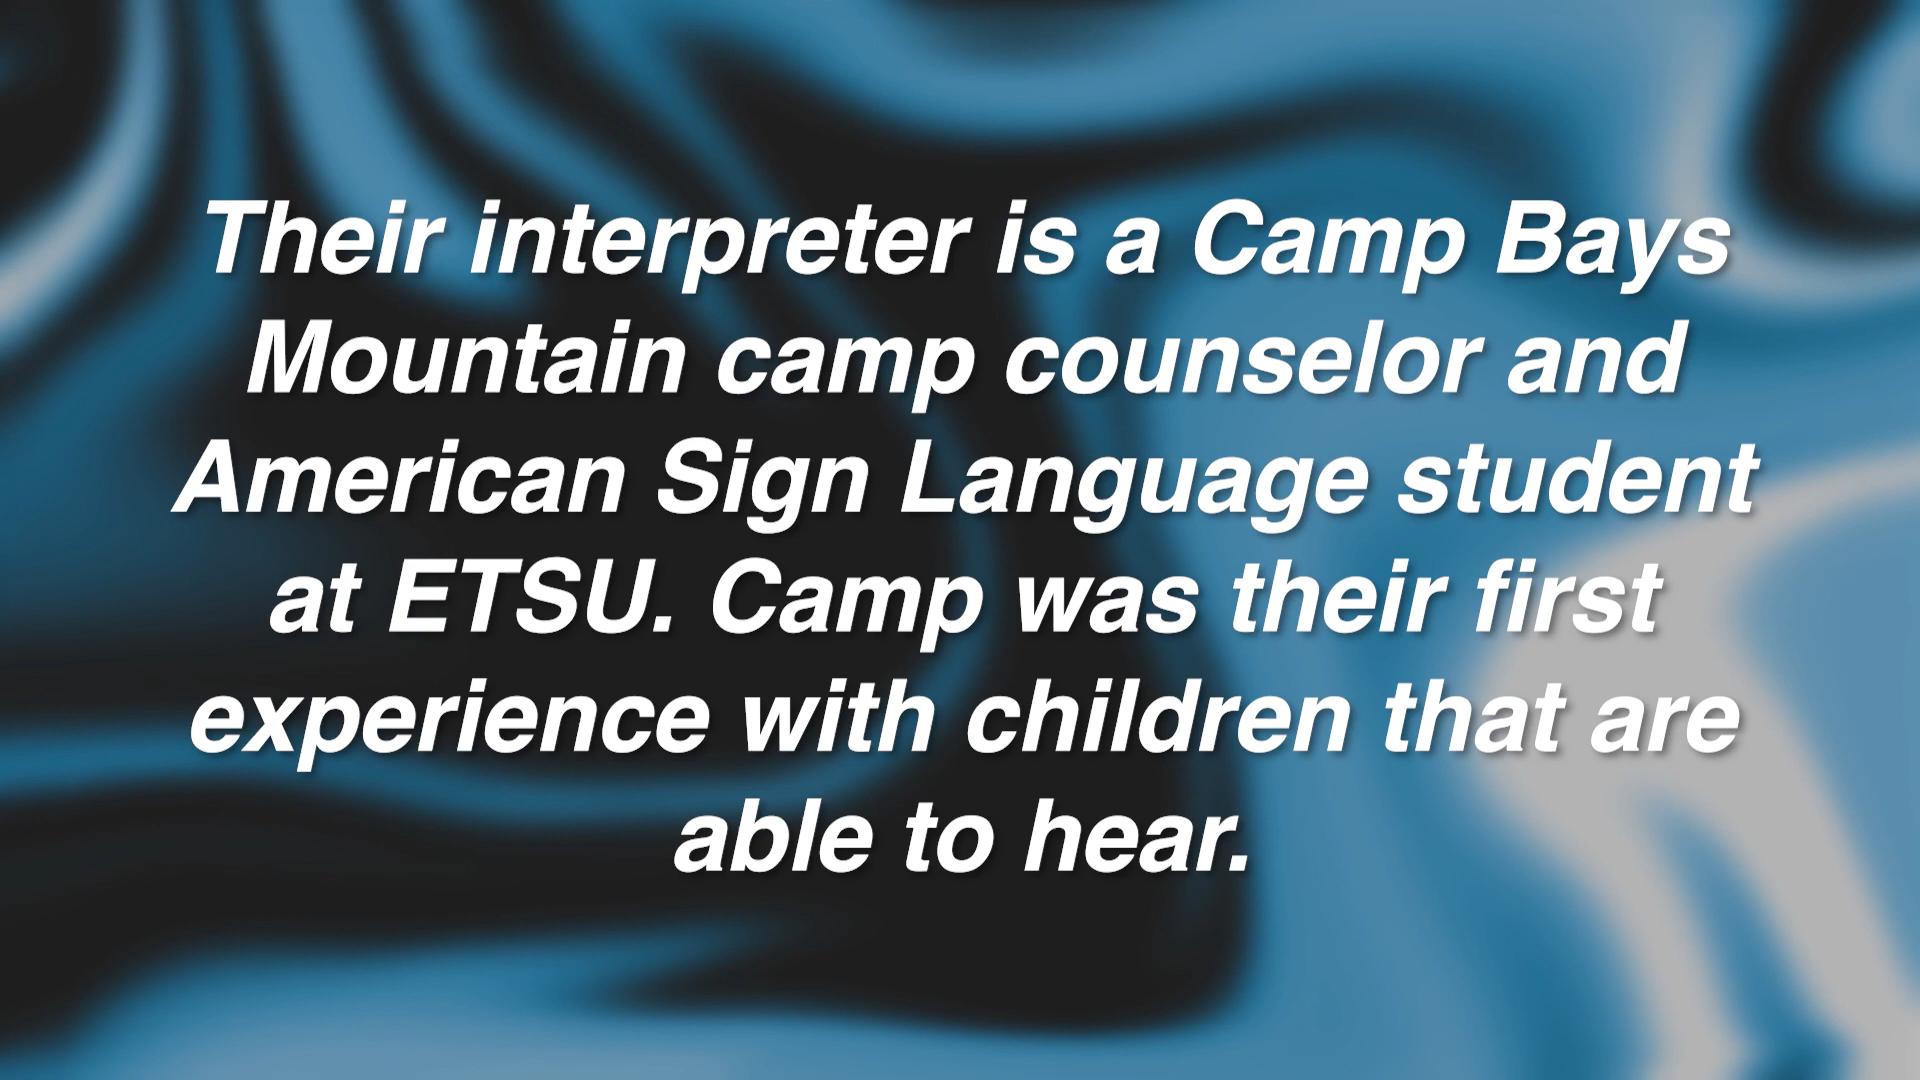 Their interpreter is a Camp Bays
Mountain camp counselor and
American Sign Language student
at ETSU. Camp was their first
experience with children that are
able to hear.